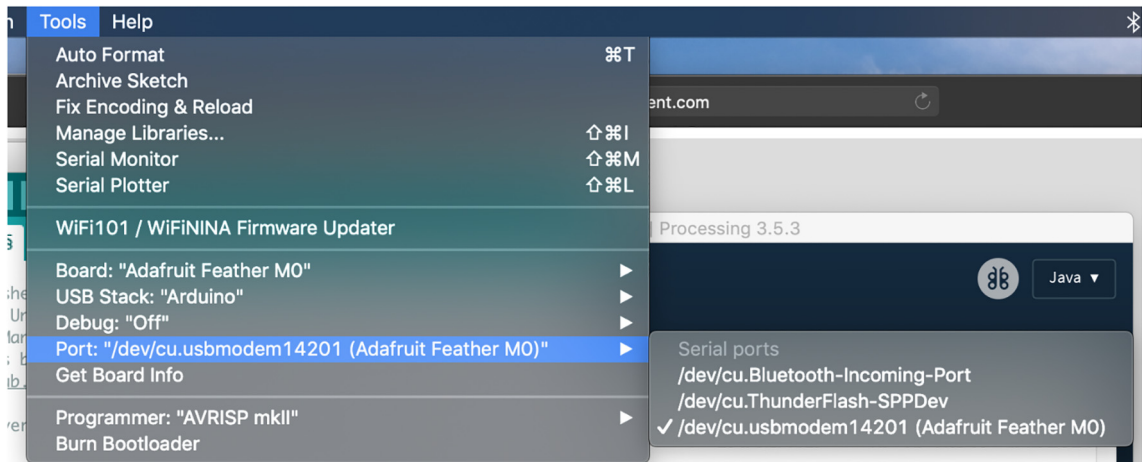 Tools Help
Auto Format ⌘T
Archive Sketch
Fix Encoding & Reload
Manage Libraries... ⇧⌘I
Serial Monitor ⇧⌘M
Serial Plotter ⇧⌘L
WiFi101 / WiFiNINA Firmware Updater
Board: "Adafruit Feather M0"
USB Stack: "Arduino"
Debug: "Off"
Port: "/dev/cu.usbmodem14201 (Adafruit Feather M0)"
Get Board Info
Programmer: "AVRISP mkII"
Burn Bootloader
ent.com
Processing 3.5.3
Java ▼
Serial ports
/dev/cu.Bluetooth-Incoming-Port
/dev/cu.ThunderFlash-SPPDev
✓ /dev/cu.usbmodem14201 (Adafruit Feather M0)